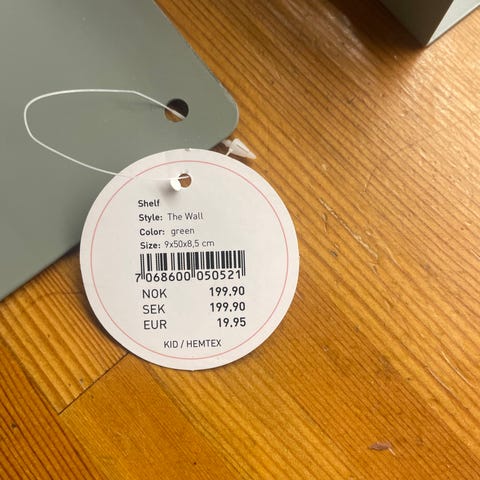 Shelf
Style: The Wall
Color: green
Size: 9x50x8,5 cm
7 068600 050521
NOK 199.90
SEK 199.90
EUR 19.95
KID / HEMTEX